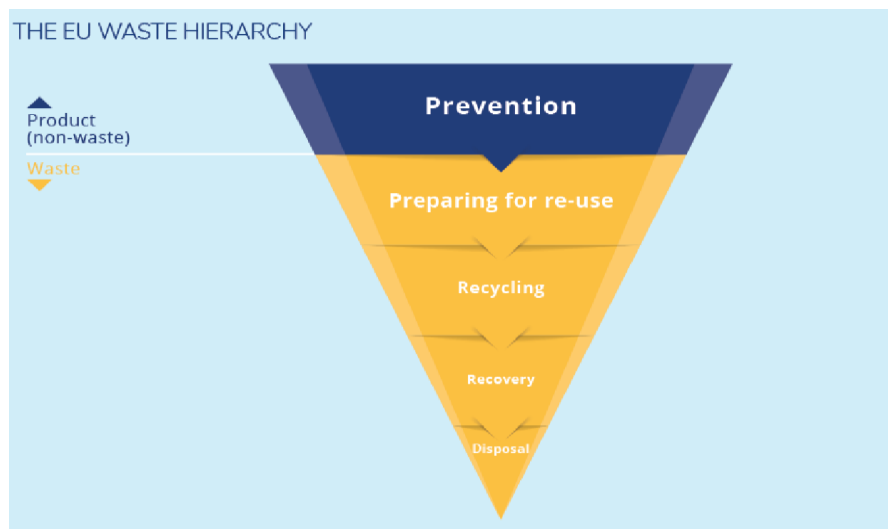 THE EU WASTE HIERARCHY
Prevention
Product
(non-waste)
Waste
Preparing for re-use
Recycling
Recovery
Disposal